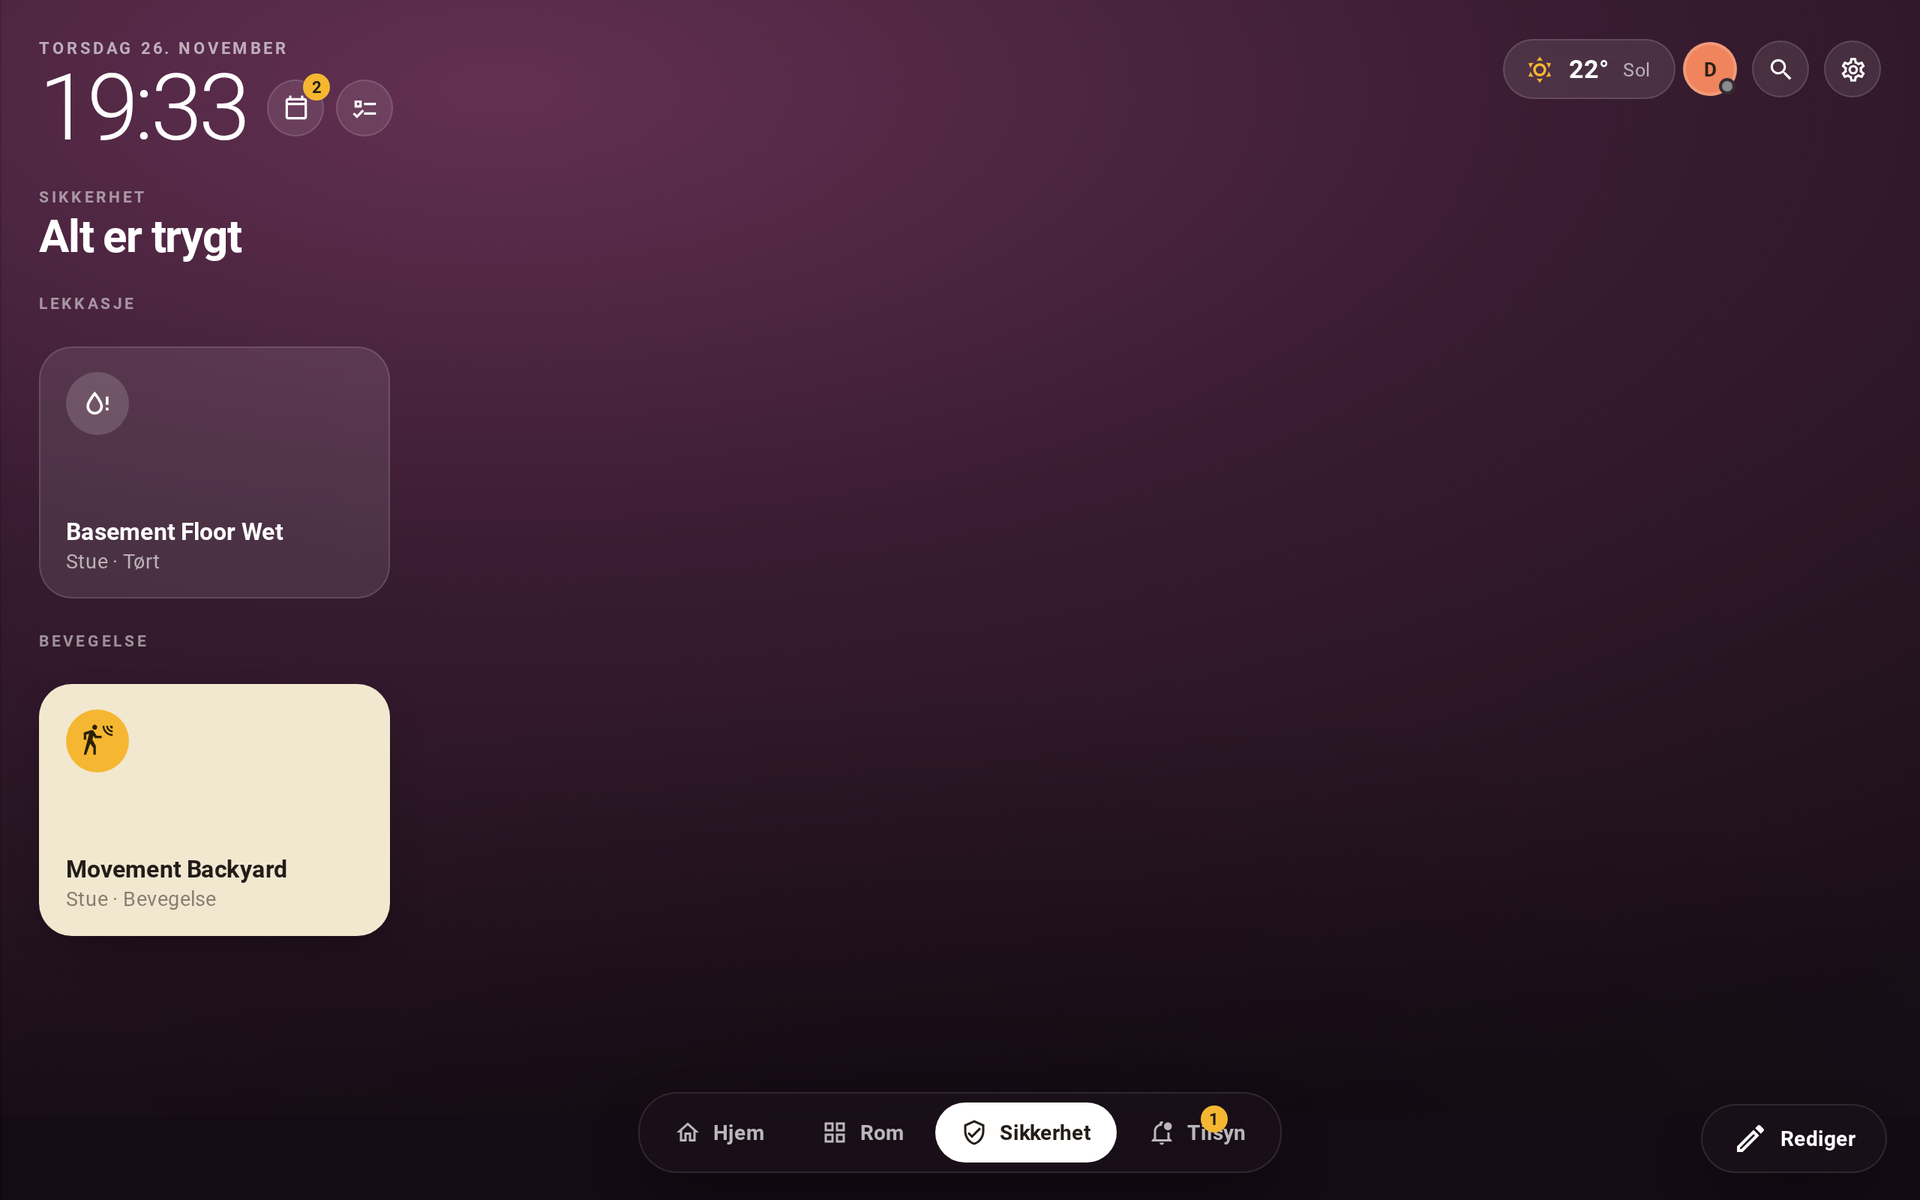 TORSDAG 26. NOVEMBER
19:33
2
22° Sol
D
SIKKERHET
Alt er trygt
LEKKASJE
Basement Floor Wet
Stue · Tørt
BEVEGELSE
Movement Backyard
Stue · Bevegelse
Hjem
Rom
Sikkerhet
Tilsyn
1
Rediger